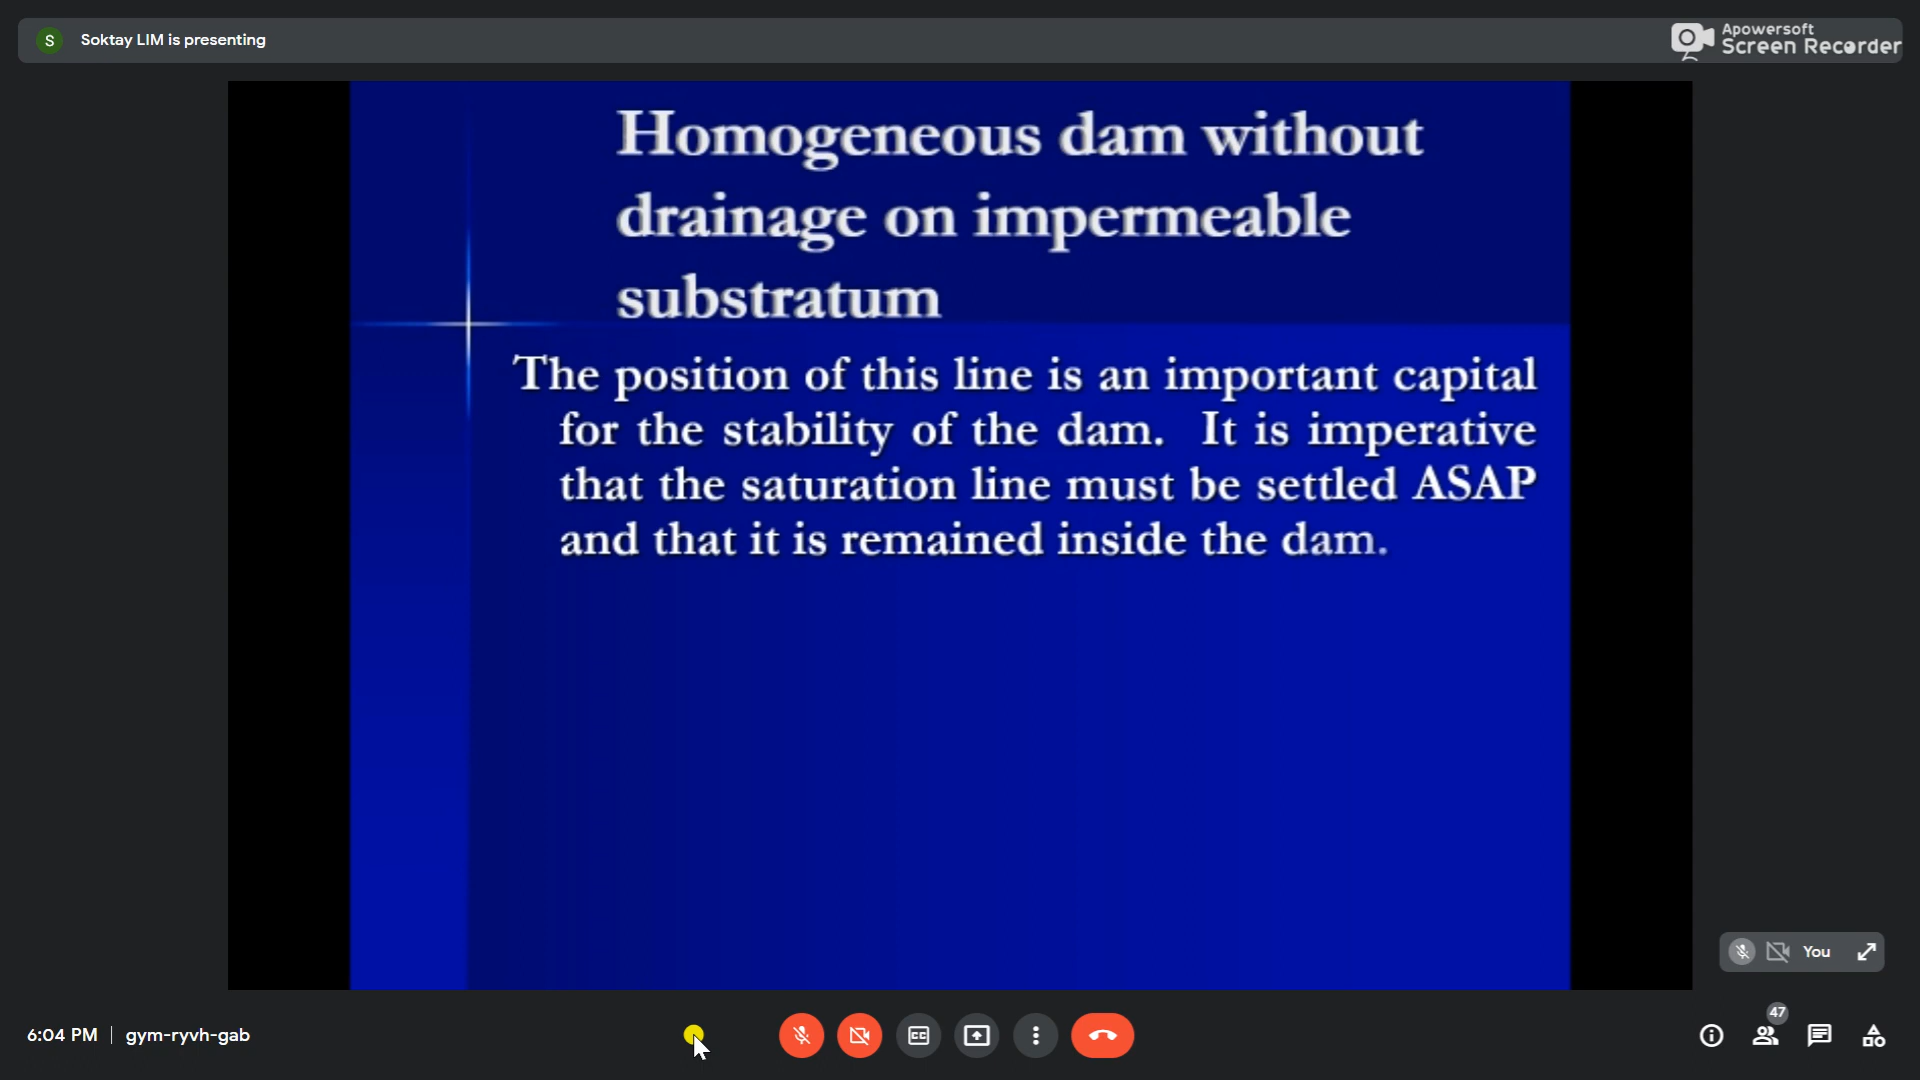 S Soktay LIM is presenting
Apowersoft
Screen Recorder
Homogeneous dam without
drainage on impermeable
substratum
The position of this line is an important capital
for the stability of the dam. It is imperative
that the saturation line must be settled ASAP
and that it is remained inside the dam.
You
6:04 PM | gym-ryvh-gab
CC
47